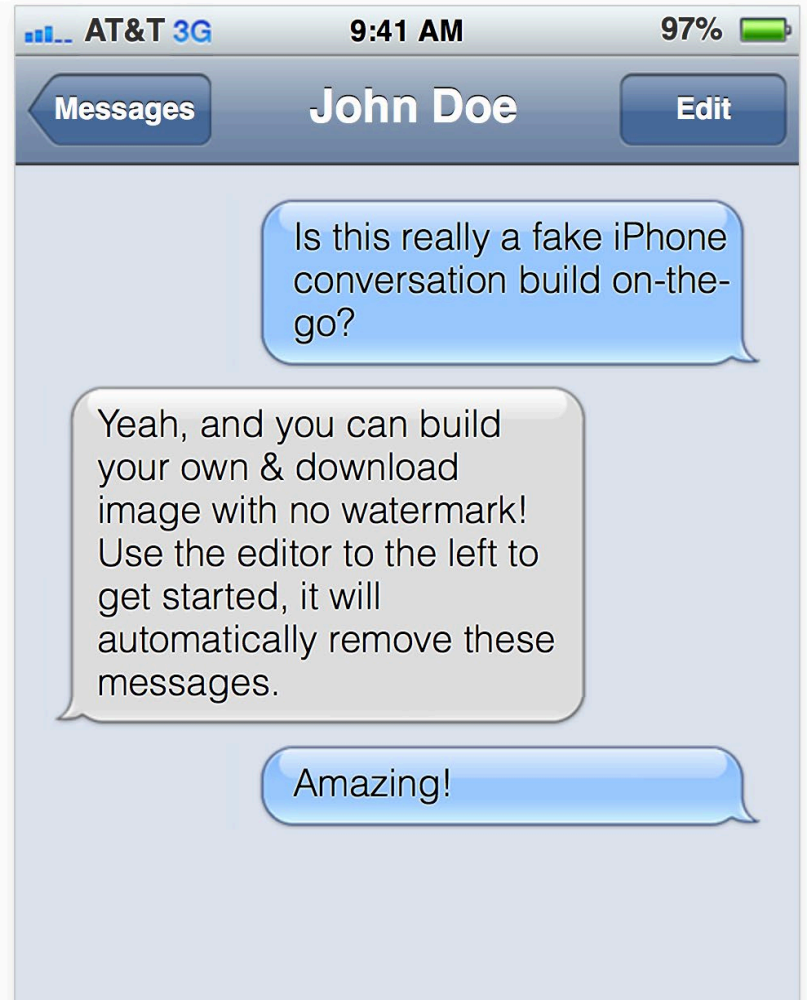 AT&T 3G 9:41 AM 97%
Messages John Doe Edit
Is this really a fake iPhone
conversation build on-the-
go?
Yeah, and you can build
your own & download
image with no watermark!
Use the editor to the left to
get started, it will
automatically remove these
messages.
Amazing!